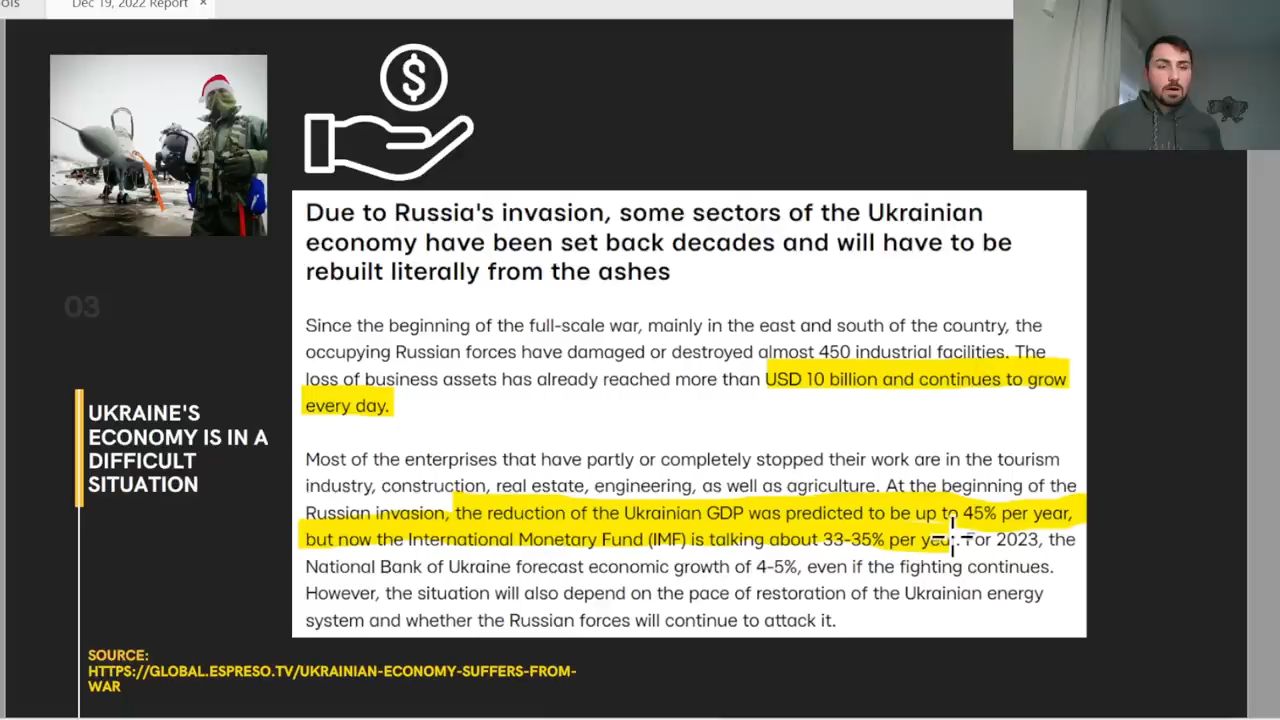 ols
Dec 19, 2022 Report ×
$
Due to Russia's invasion, some sectors of the Ukrainian
economy have been set back decades and will have to be
rebuilt literally from the ashes
03
Since the beginning of the full-scale war, mainly in the east and south of the country, the
occupying Russian forces have damaged or destroyed almost 450 industrial facilities. The
loss of business assets has already reached more than USD 10 billion and continues to grow
every day.
UKRAINE'S
ECONOMY IS IN A
DIFFICULT
SITUATION
Most of the enterprises that have partly or completely stopped their work are in the tourism
industry, construction, real estate, engineering, as well as agriculture. At the beginning of the
Russian invasion, the reduction of the Ukrainian GDP was predicted to be up to 45% per year,
but now the International Monetary Fund (IMF) is talking about 33-35% per year. For 2023, the
National Bank of Ukraine forecast economic growth of 4-5%, even if the fighting continues.
However, the situation will also depend on the pace of restoration of the Ukrainian energy
system and whether the Russian forces will continue to attack it.
SOURCE:
HTTPS://GLOBAL.ESPRESO.TV/UKRAINIAN-ECONOMY-SUFFERS-FROM-
WAR